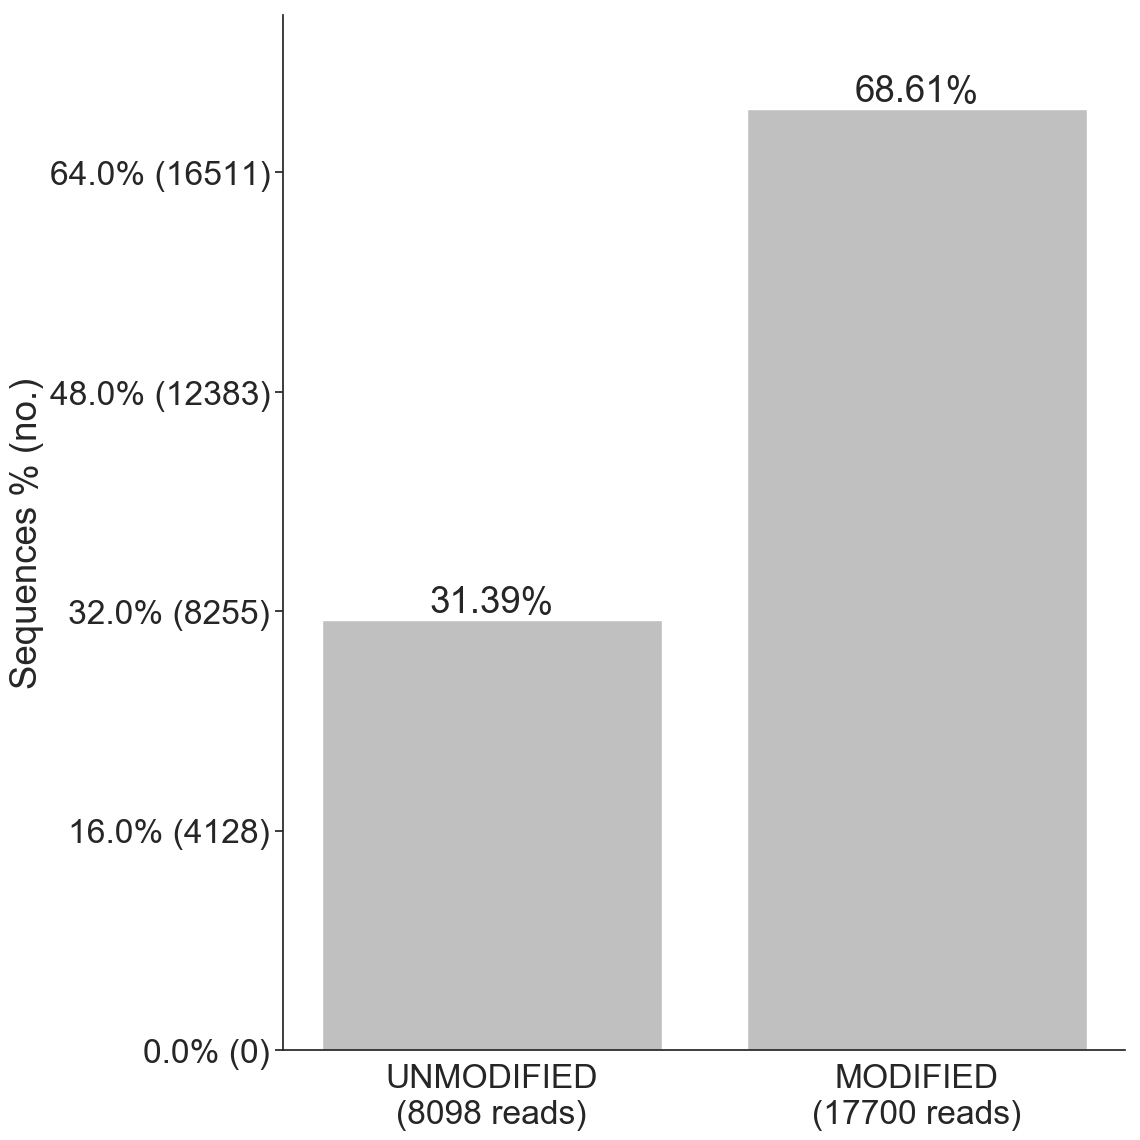 68.61%
64.0% (16511)
48.0% (12383)
Sequences % (no.)
32.0% (8255)
31.39%
16.0% (4128)
0.0% (0)
UNMODIFIED
(8098 reads)
MODIFIED
(17700 reads)